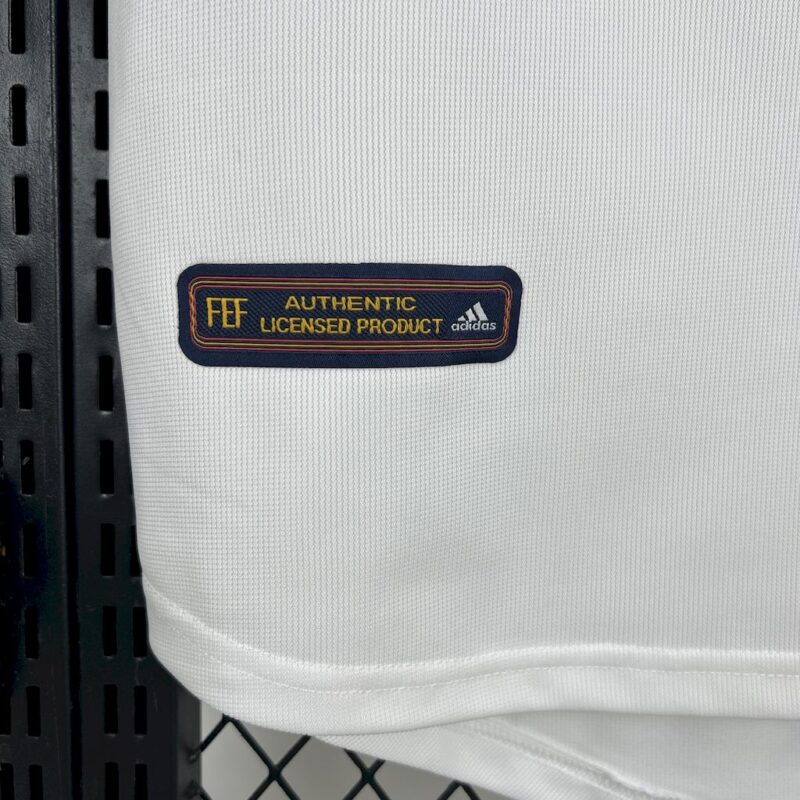 FEF
AUTHENTIC
LICENSED PRODUCT
adidas